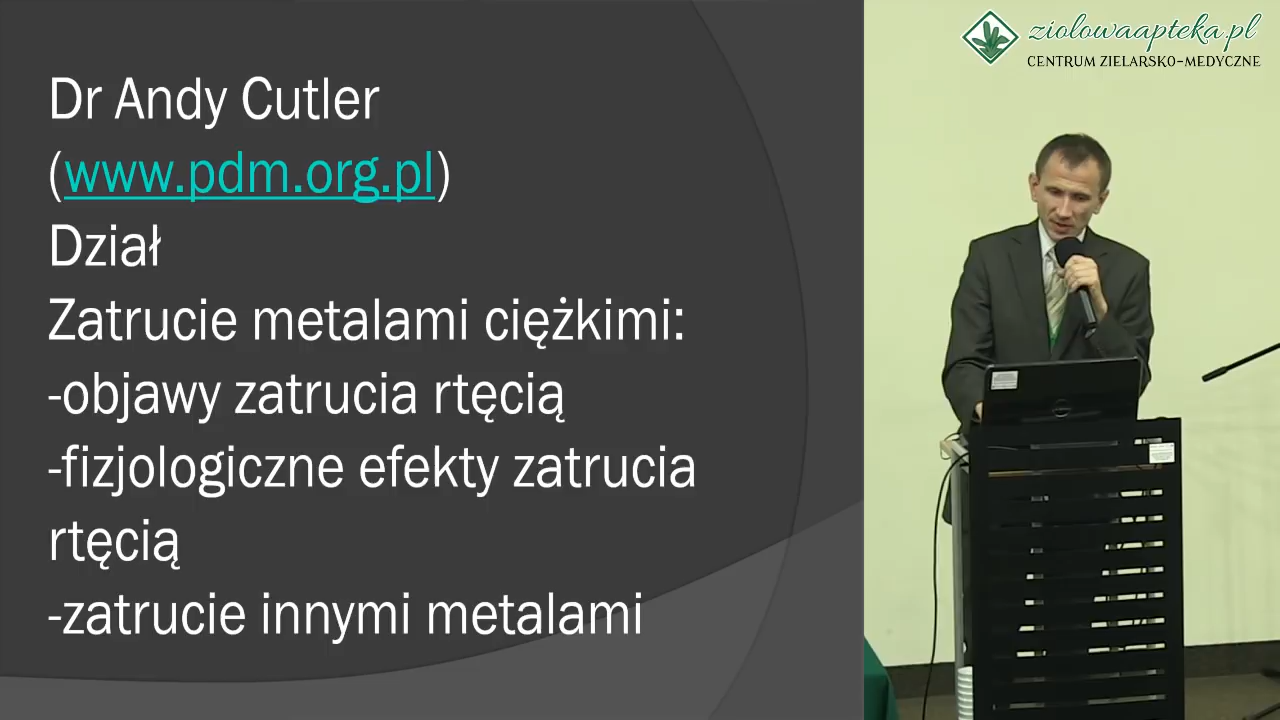 Dr Andy Cutler
(www.pdm.org.pl)
Dział
Zatrucie metalami ciężkimi:
-objawy zatrucia rtęcią
-fizjologiczne efekty zatrucia
rtęcią
-zatrucie innymi metalami
ziolowaapteka.pl
CENTRUM ZIELARSKO-MEDYCZNE